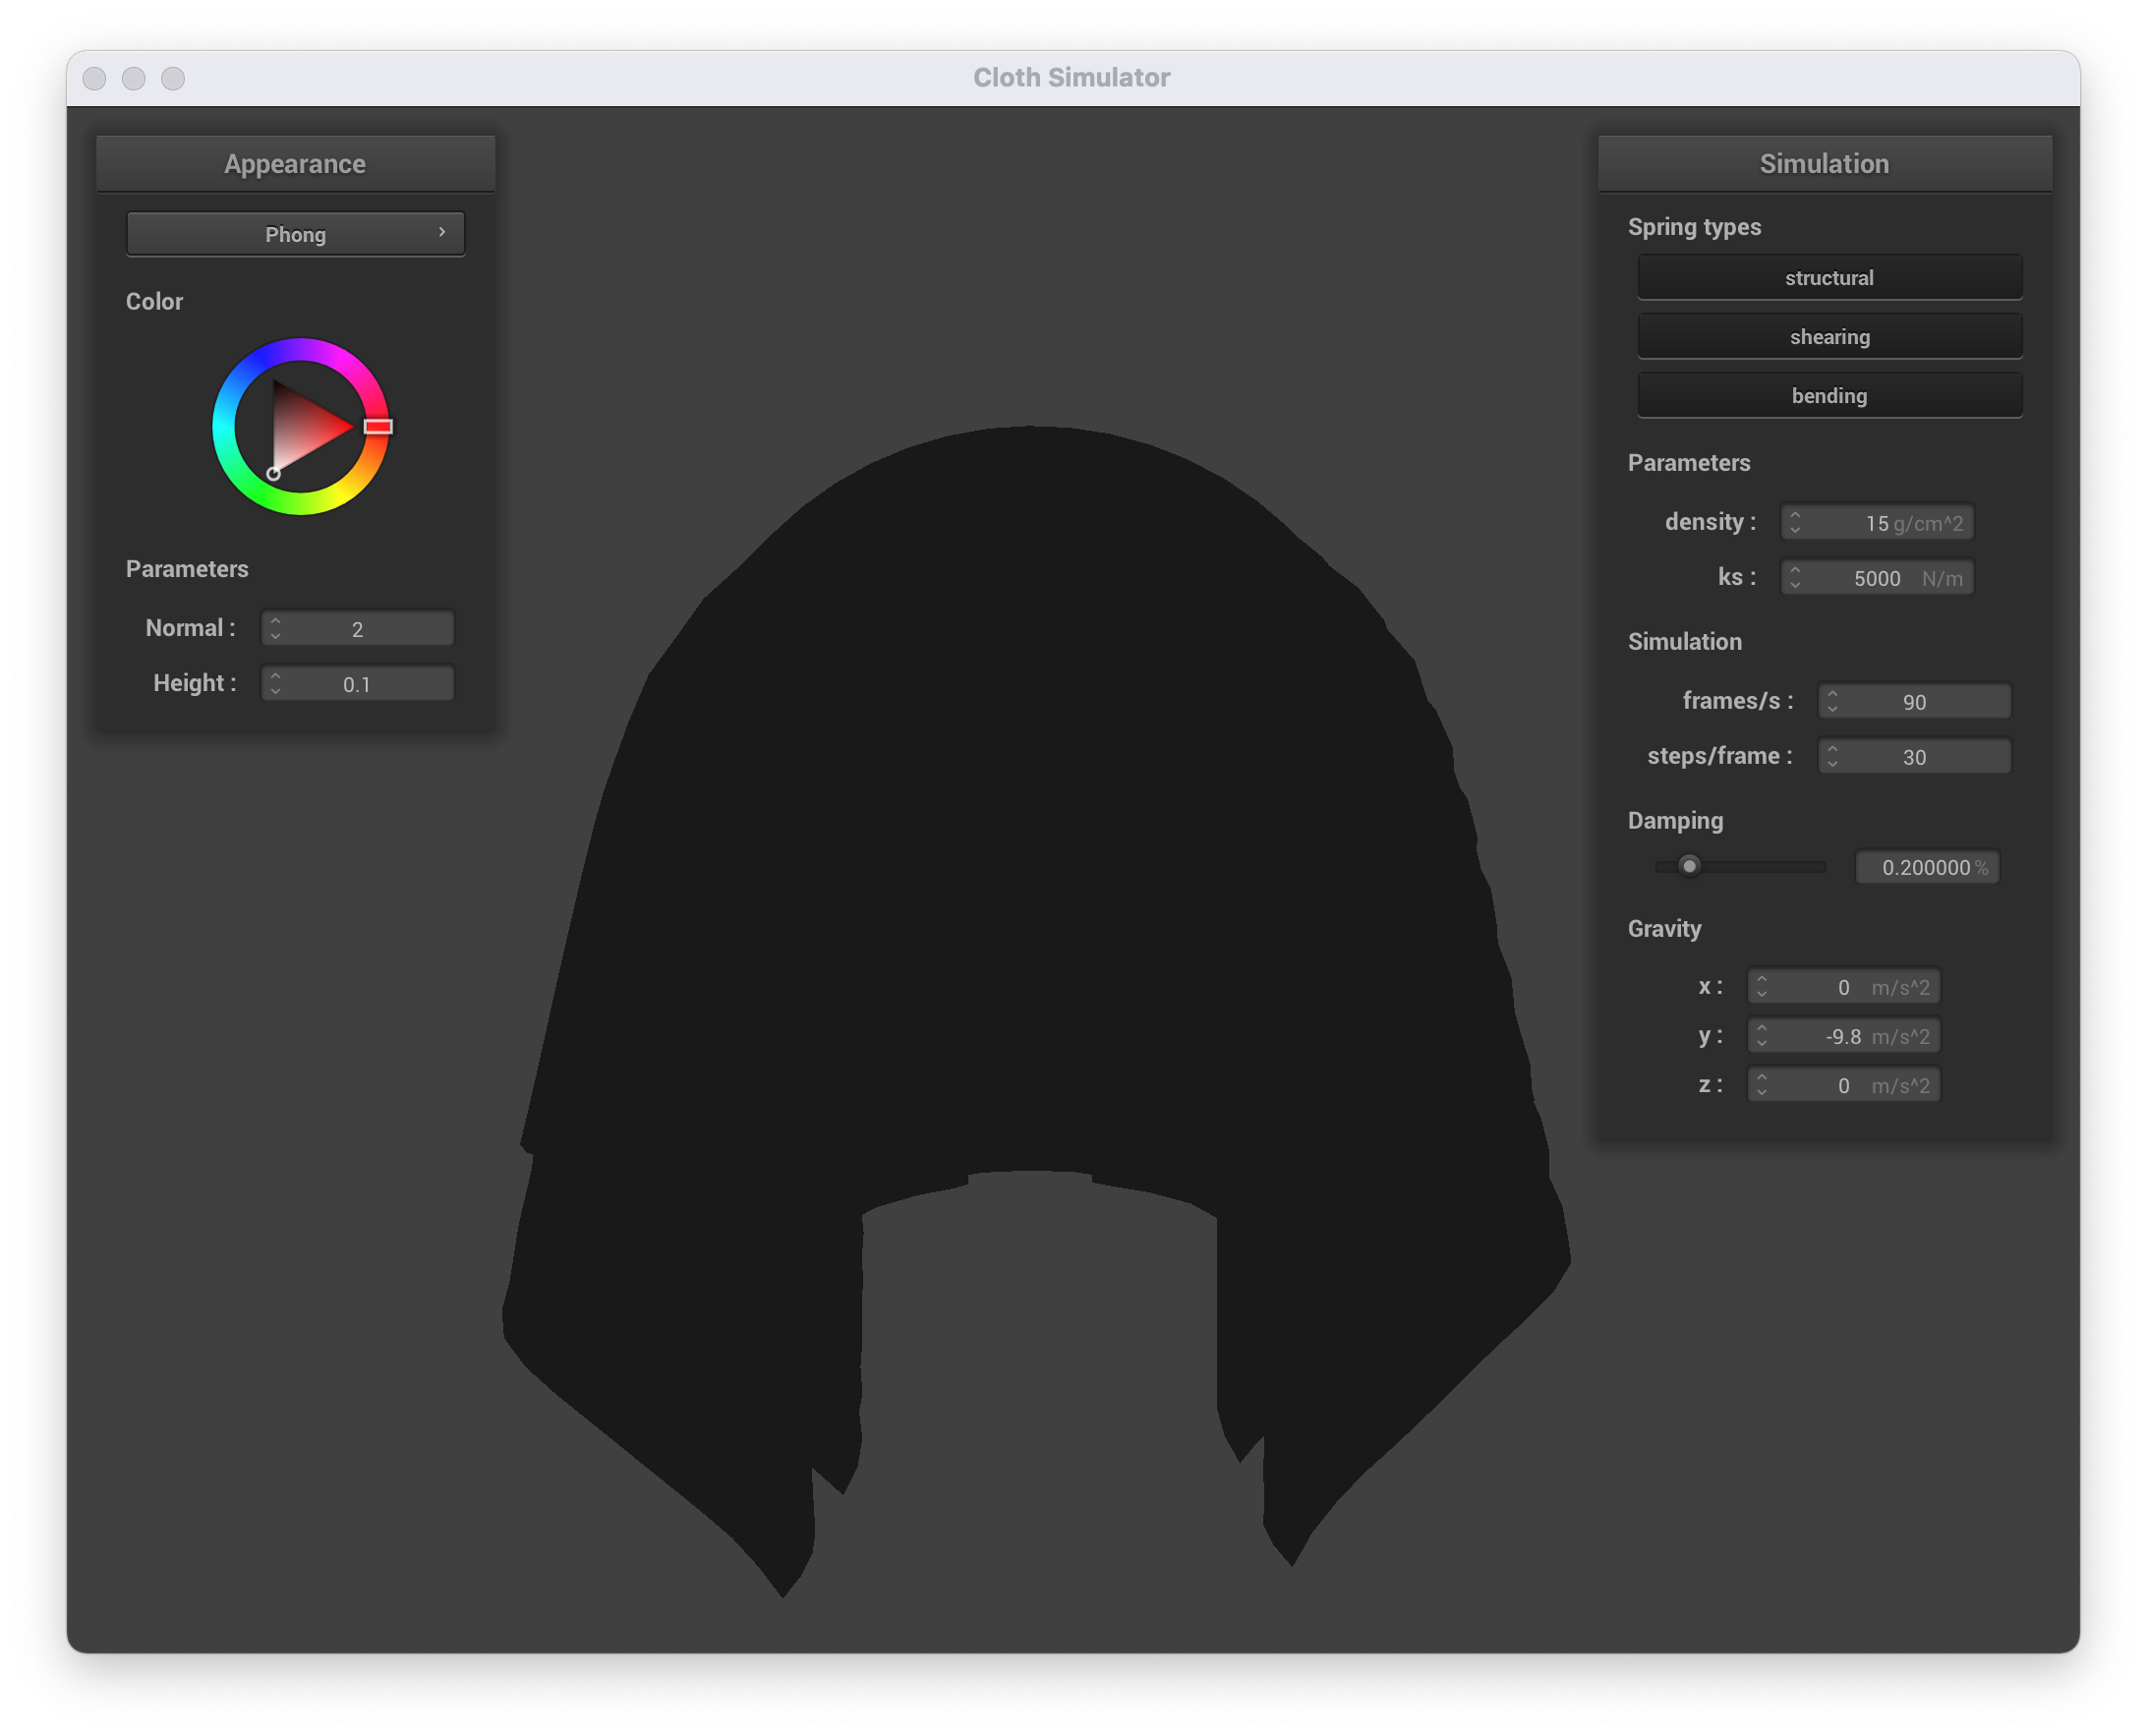 Cloth Simulator
Appearance
Phong
Color
Parameters
Normal : 2
Height : 0.1
Simulation
Spring types
structural
shearing
bending
Parameters
density : 15 g/cm^2
ks : 5000 N/m
Simulation
frames/s : 90
steps/frame : 30
Damping
0.200000 %
Gravity
x : 0 m/s^2
y : -9.8 m/s^2
z : 0 m/s^2